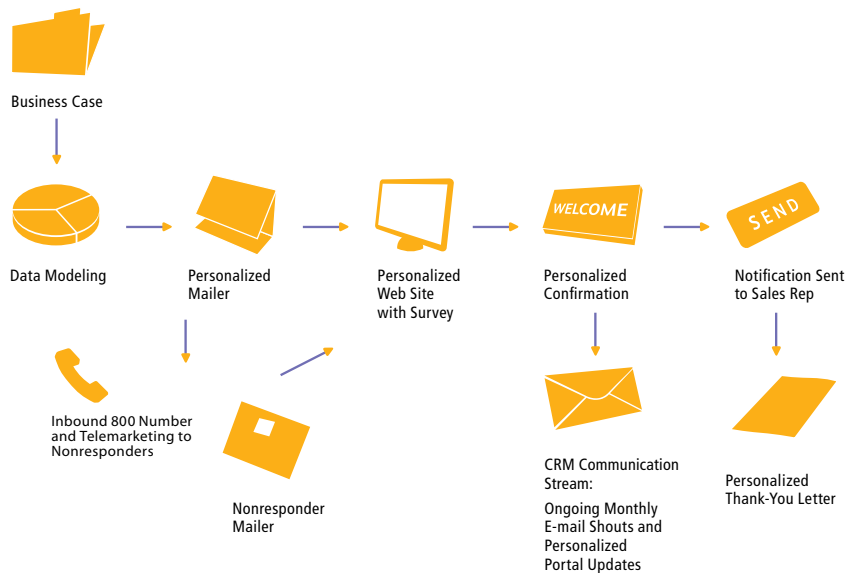 Business Case
Data Modeling
Personalized
Mailer
Personalized
Web Site
with Survey
WELCOME
Personalized
Confirmation
SEND
Notification Sent
to Sales Rep
Inbound 800 Number
and Telemarketing to
Nonresponders
Nonresponder
Mailer
CRM Communication
Stream:
Ongoing Monthly
E-mail Shouts and
Personalized
Portal Updates
Personalized
Thank-You Letter